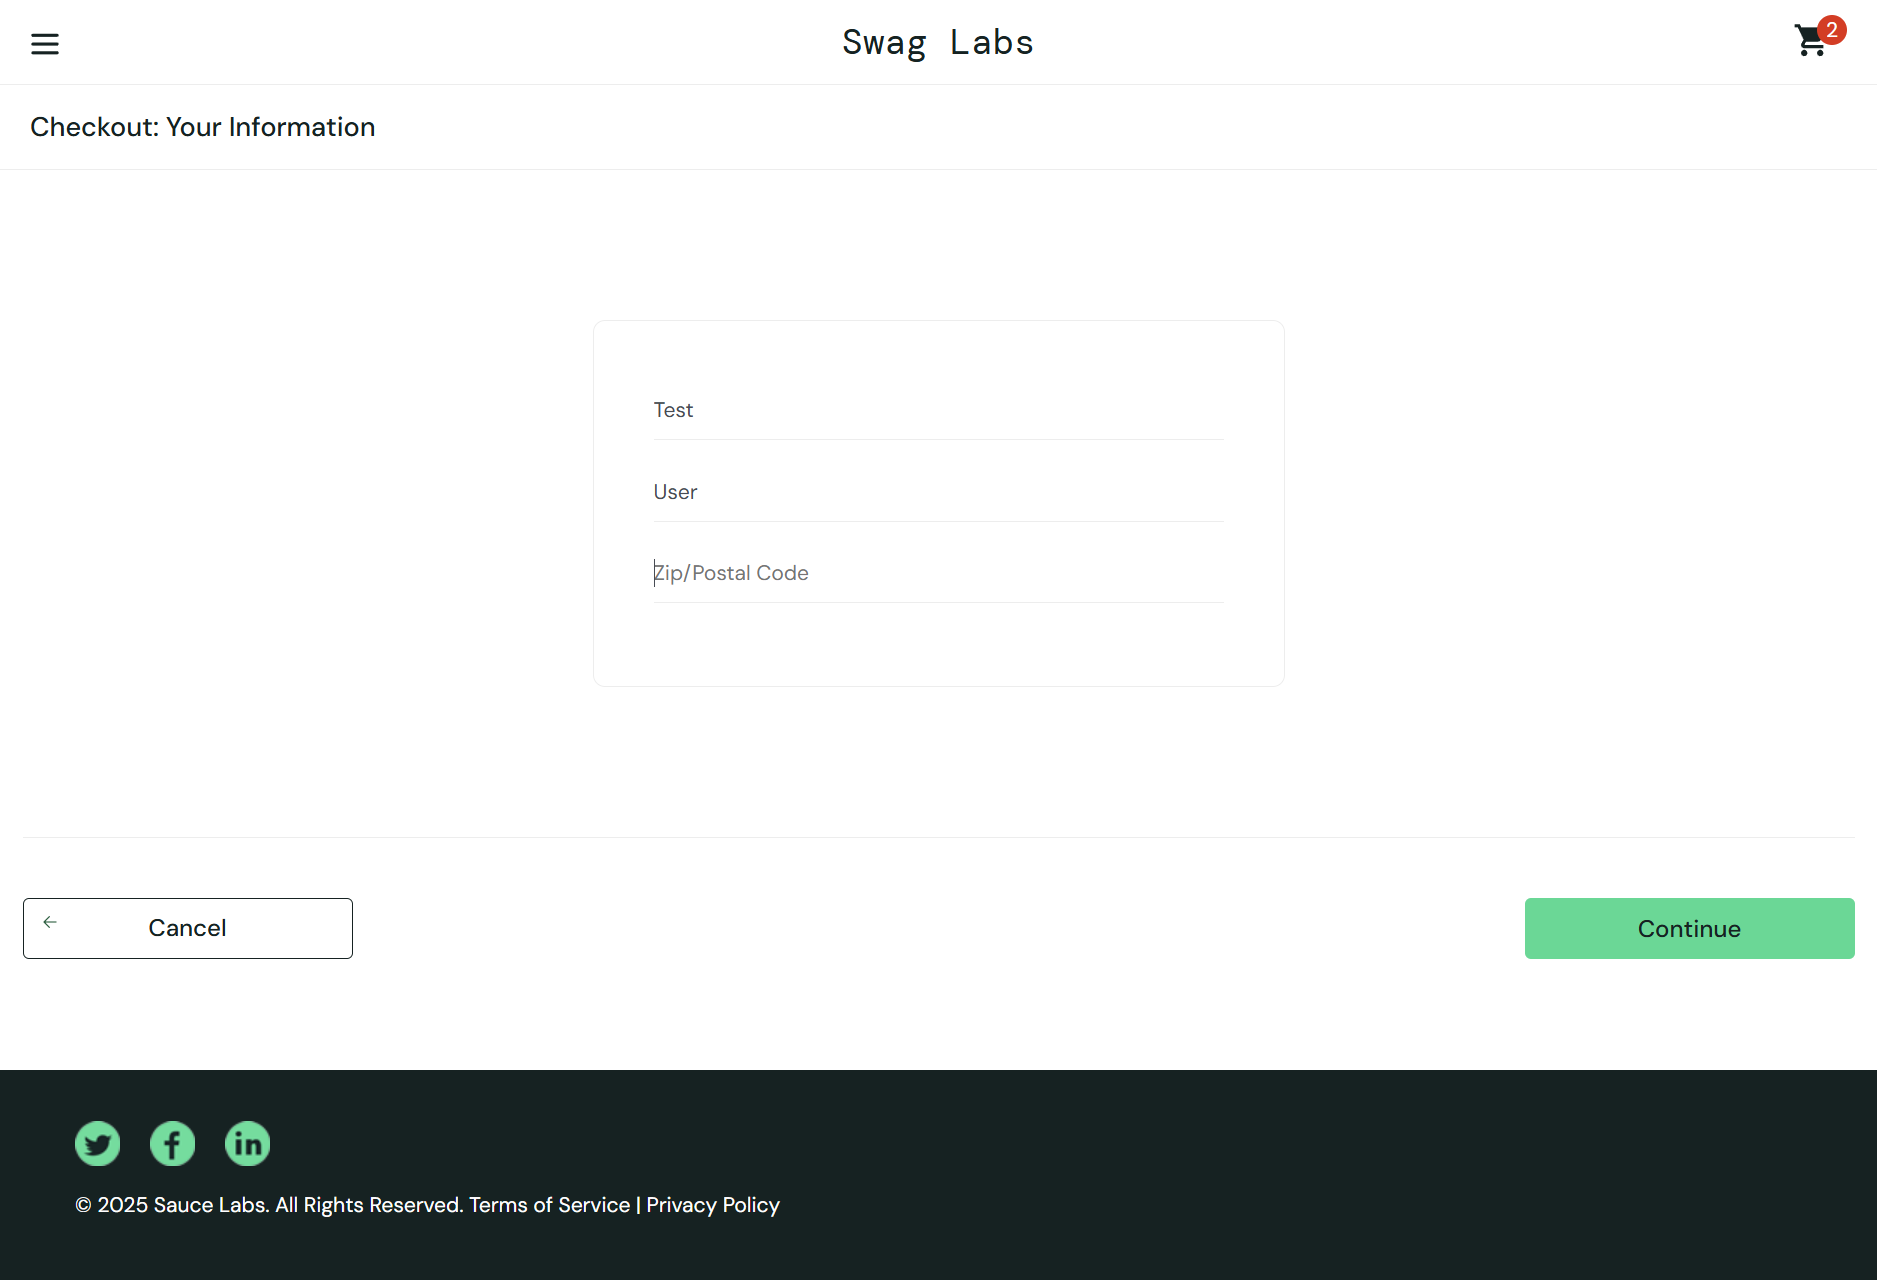 Swag Labs
2
Checkout: Your Information
Test
User
Zip/Postal Code
Cancel
Continue
© 2025 Sauce Labs. All Rights Reserved. Terms of Service | Privacy Policy